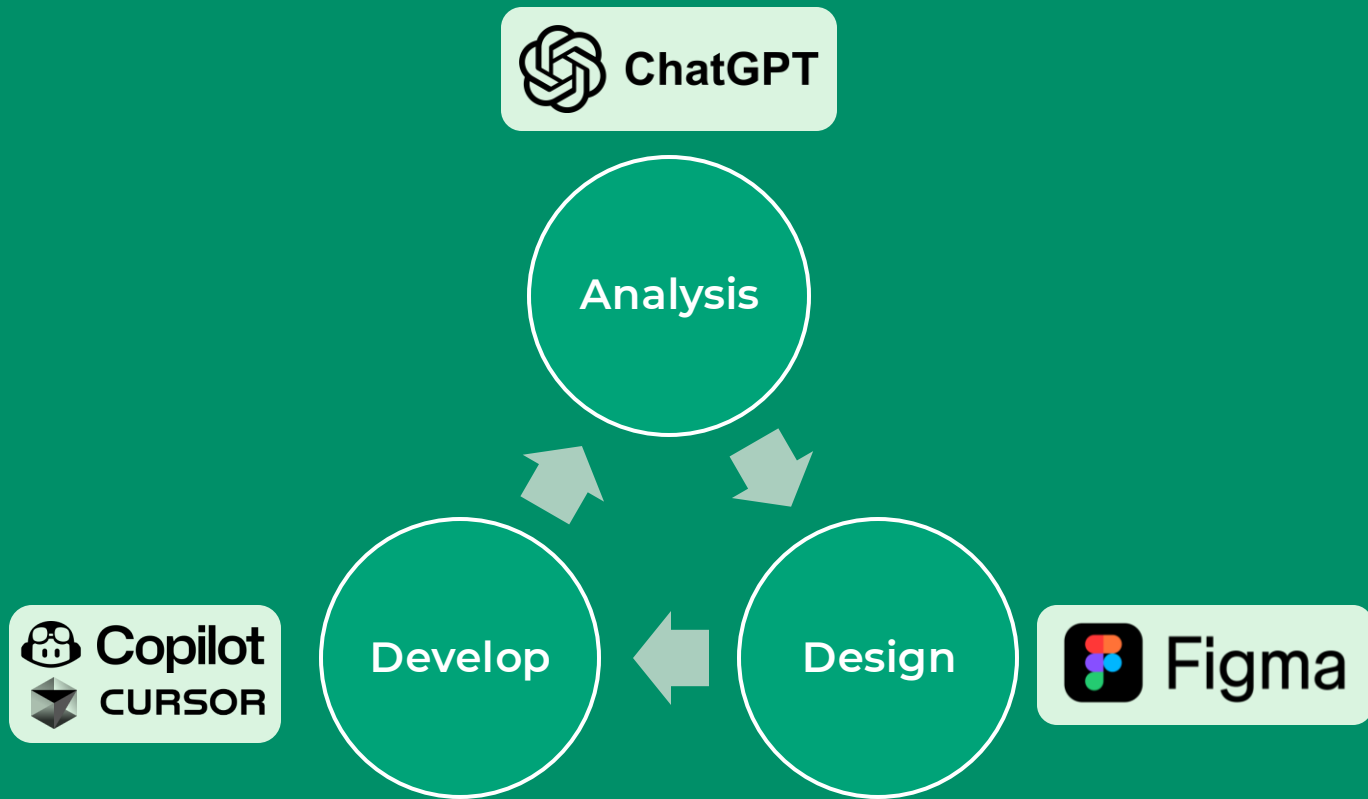 ChatGPT
Analysis
Develop
Design
Copilot
CURSOR
Figma